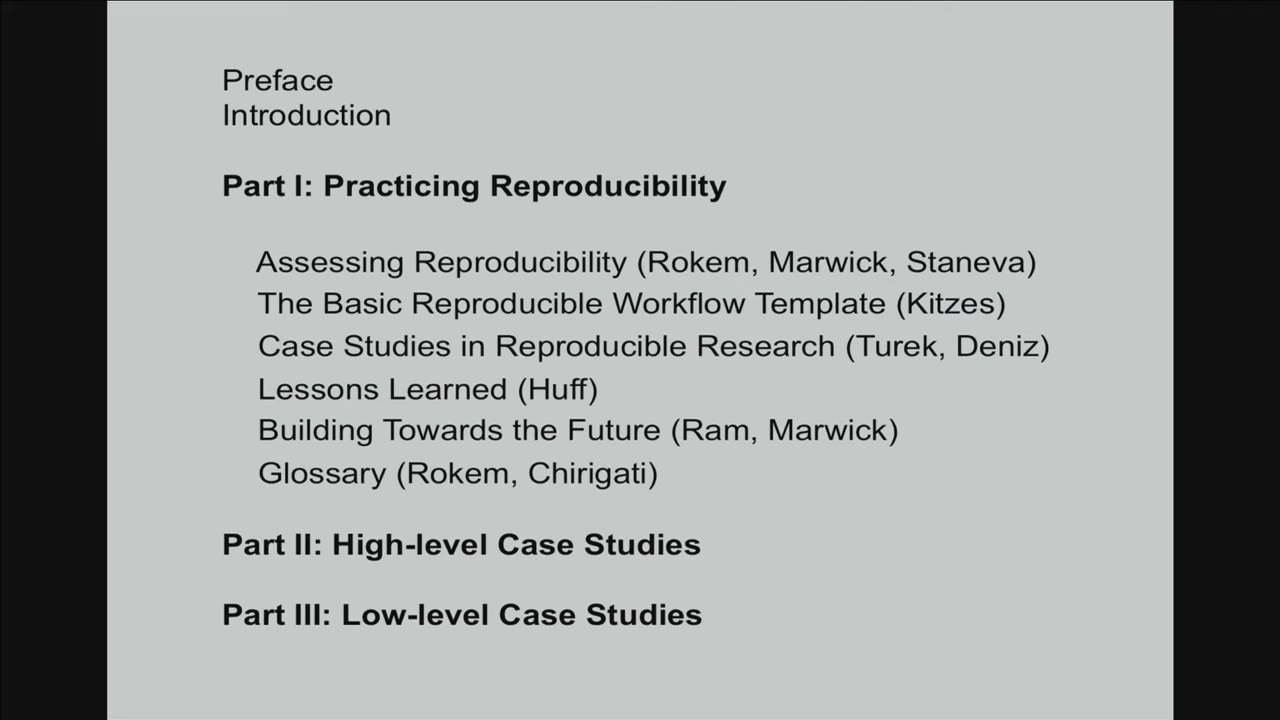 Preface
Introduction
Part I: Practicing Reproducibility
Assessing Reproducibility (Rokem, Marwick, Staneva)
The Basic Reproducible Workflow Template (Kitzes)
Case Studies in Reproducible Research (Turek, Deniz)
Lessons Learned (Huff)
Building Towards the Future (Ram, Marwick)
Glossary (Rokem, Chirigati)
Part II: High-level Case Studies
Part III: Low-level Case Studies